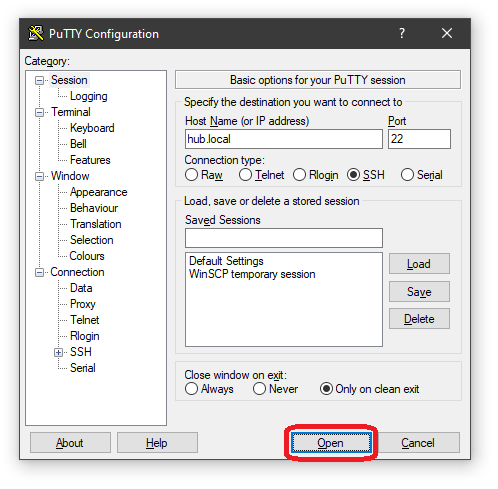 PuTTY Configuration
?
Category:
Session
Logging
Terminal
Keyboard
Bell
Features
Window
Appearance
Behaviour
Translation
Selection
Colours
Connection
Data
Proxy
Telnet
Rlogin
SSH
Serial
Basic options for your PuTTY session
Specify the destination you want to connect to
Host Name (or IP address) Port
hub.local 22
Connection type:
Raw Telnet Rlogin SSH Serial
Load, save or delete a stored session
Saved Sessions
Default Settings
WinSCP temporary session
Load
Save
Delete
Close window on exit:
Always Never Only on clean exit
About Help Open Cancel